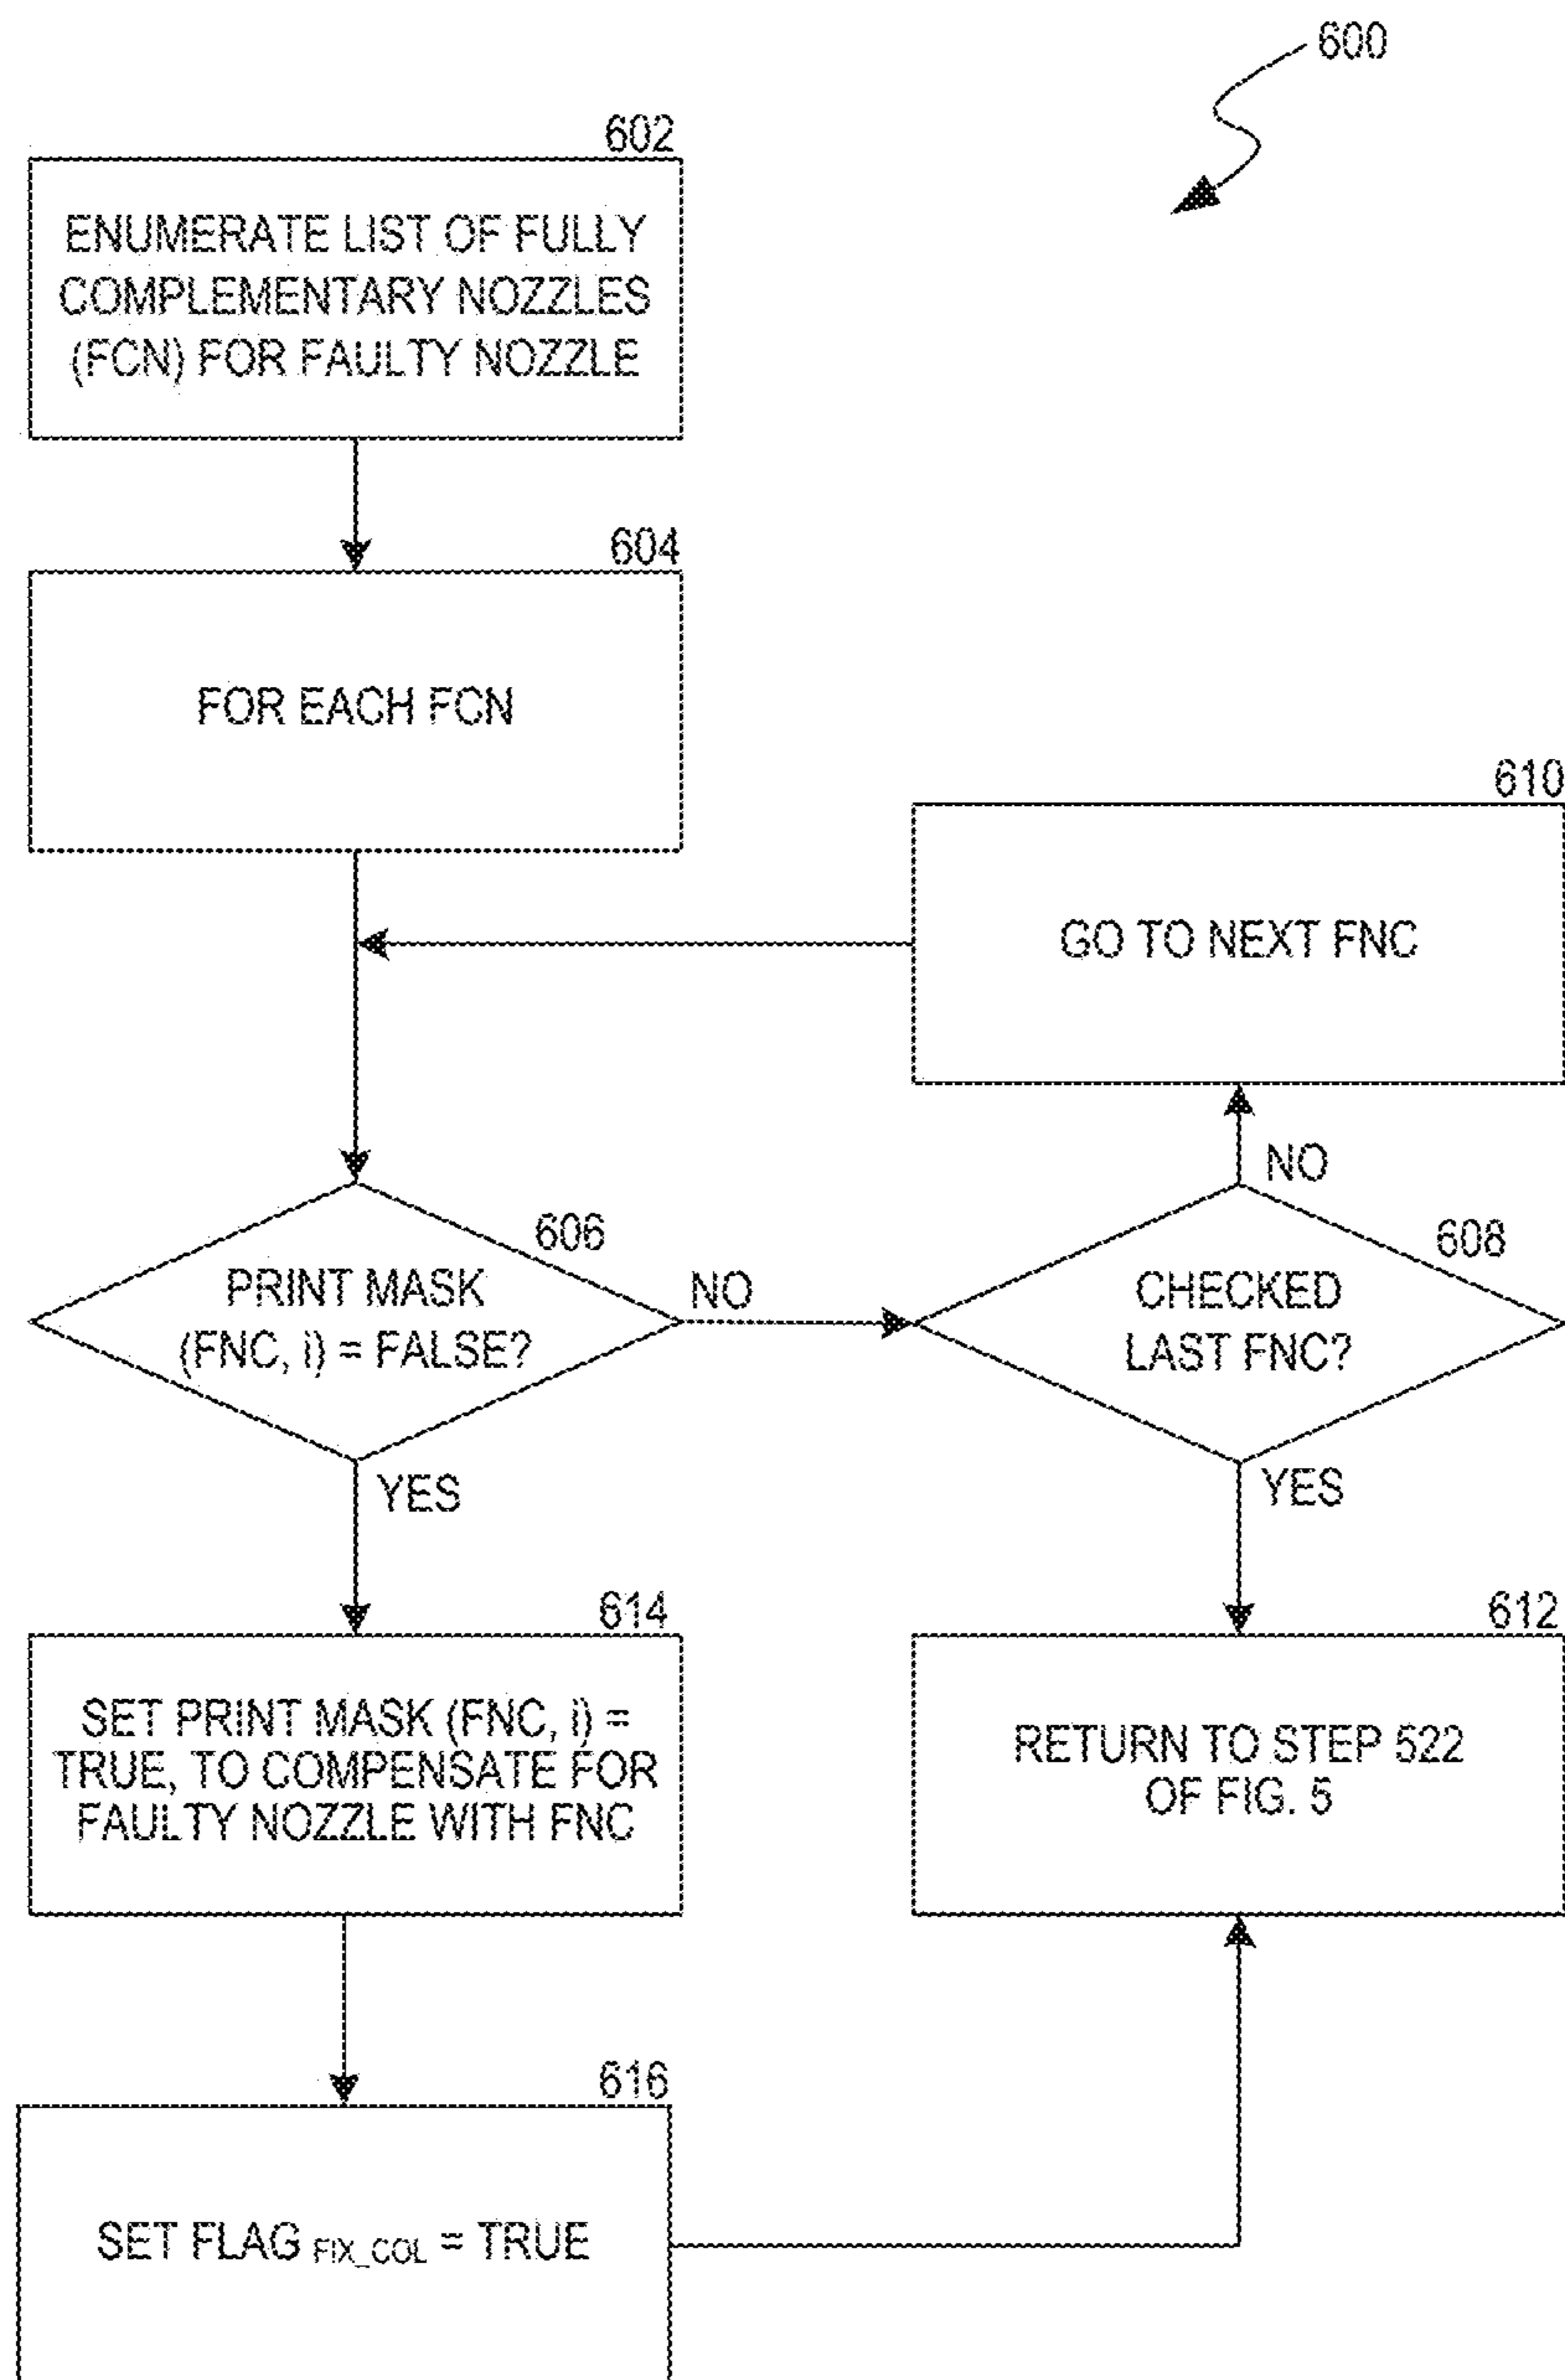 600
602
ENUMERATE LIST OF FULLY
COMPLEMENTARY NOZZLES
(FCN) FOR FAULTY NOZZLE
604
FOR EACH FCN
610
GO TO NEXT FNC
606
PRINT MASK
(FNC, i) = FALSE?
NO
NO
608
CHECKED
LAST FNC?
YES
YES
614
SET PRINT MASK (FNC, i) =
TRUE, TO COMPENSATE FOR
FAULTY NOZZLE WITH FNC
612
RETURN TO STEP 522
OF FIG. 5
616
SET FLAG FIX_COL = TRUE